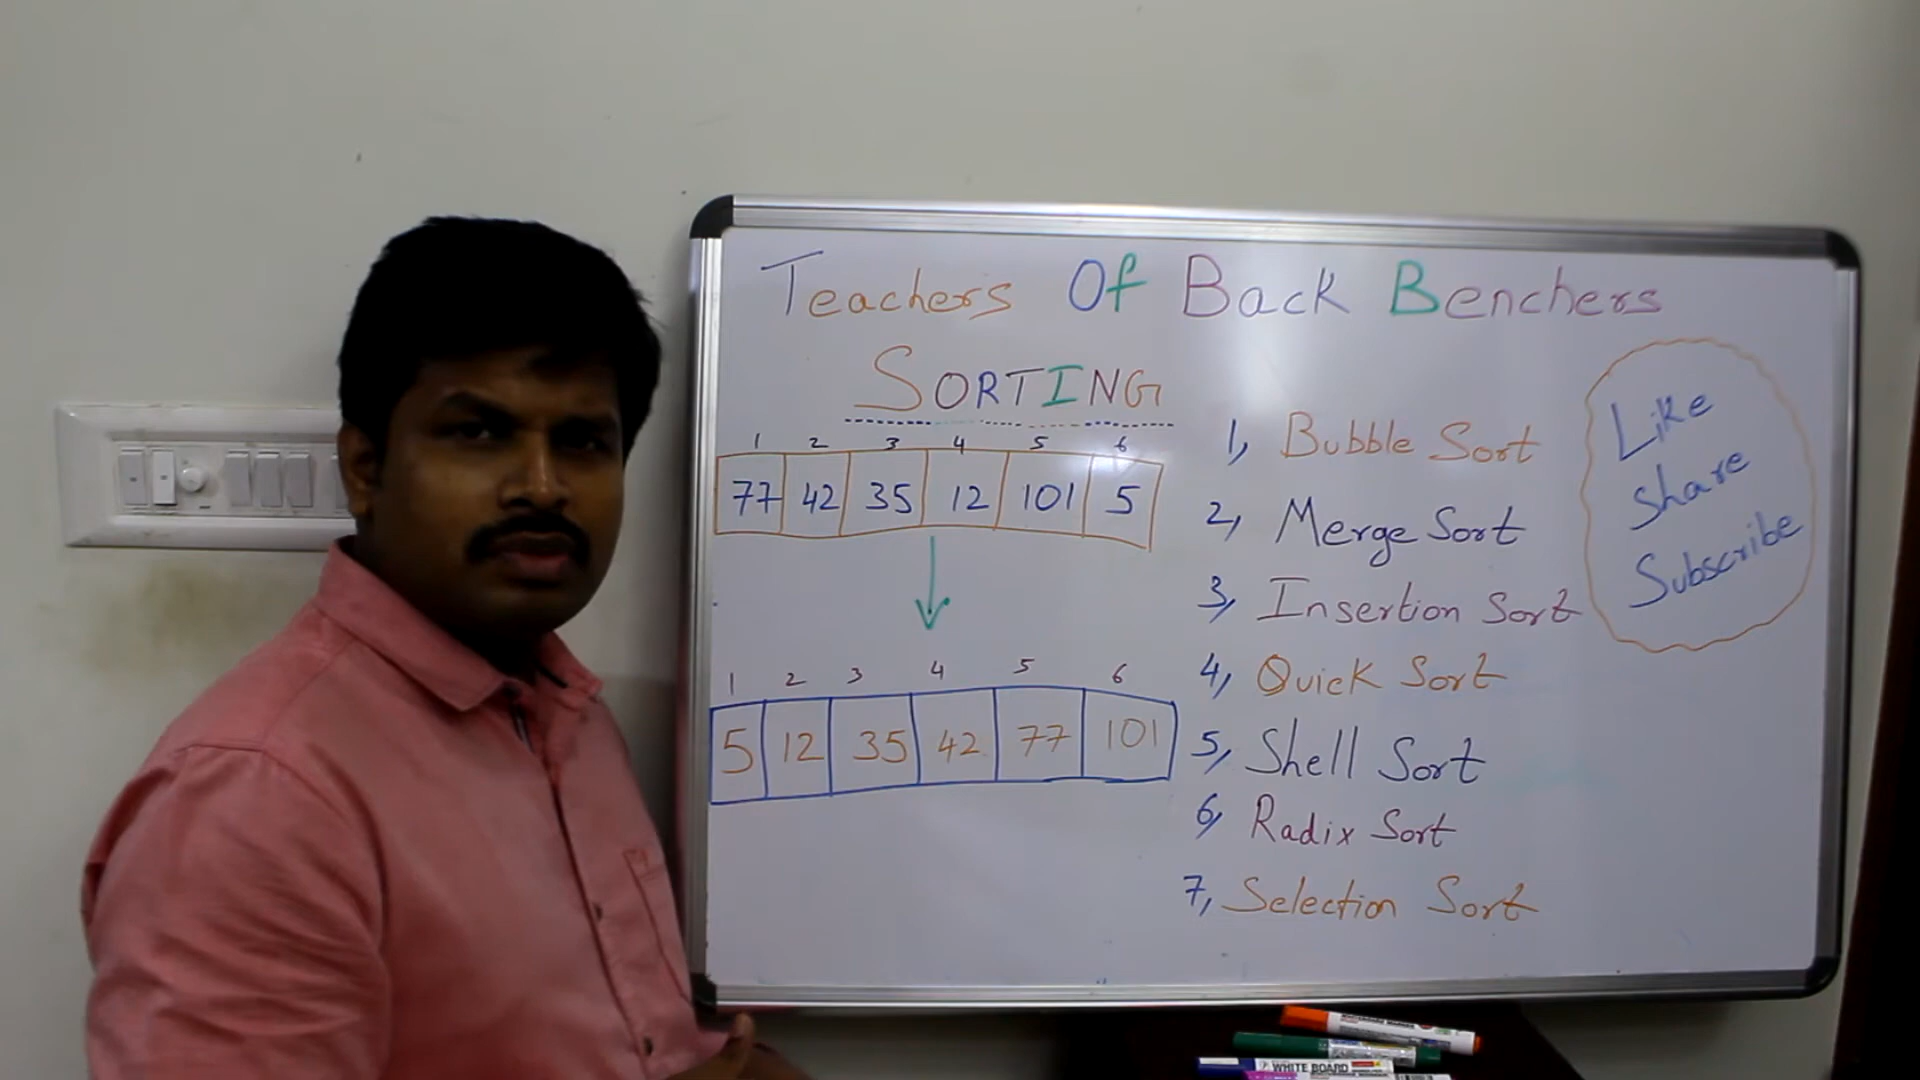 Teachers Of Back Benchers
SORTING
1 2 3 4 5 6
77 42 35 12 101 5
1 2 3 4 5 6
5 12 35 42 77 101
1, Bubble Sort
2, Merge Sort
3, Insertion Sort
4, Quick Sort
5, Shell Sort
6, Radix Sort
7, Selection Sort
Like
Share
Subscribe
WHITE BOARD